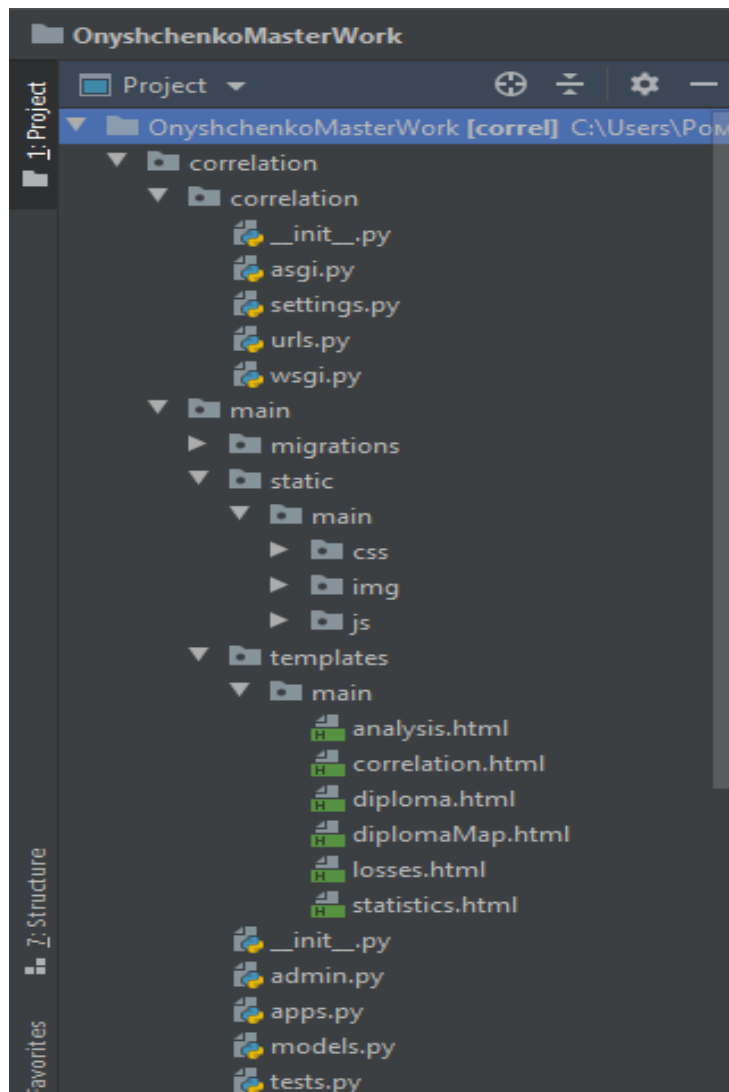 OnyshchenkoMasterWork
Project
OnyshchenkoMasterWork [correl] C:\Users\Ром
correlation
correlation
__init__.py
asgi.py
settings.py
urls.py
wsgi.py
main
migrations
static
main
css
img
js
templates
main
analysis.html
correlation.html
diploma.html
diplomaMap.html
losses.html
statistics.html
__init__.py
admin.py
apps.py
models.py
tests.py
1: Project
7: Structure
Favorites